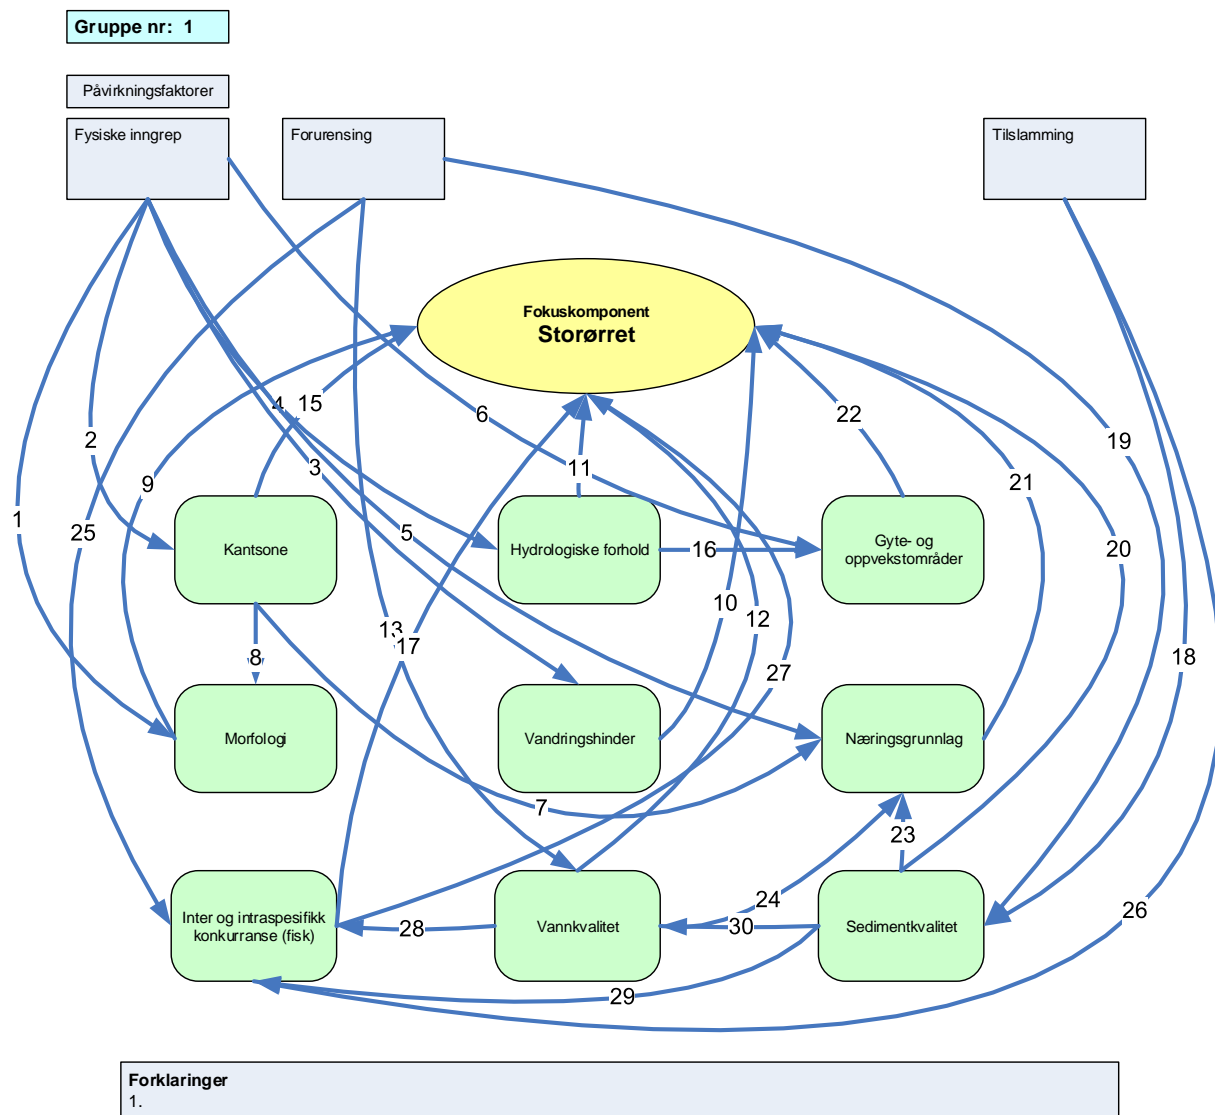 Gruppe nr: 1
Påvirkningsfaktorer
Fysiske inngrep
Forurensing
Tilslamming
Fokuskomponent
Storørret
4
15
6
22
19
2
3
11
21
9
1
25
5
16
20
Kantsone
Hydrologiske forhold
Gyte- og
oppvekstområder
10
12
13
17
8
27
18
Morfologi
Vandringshinder
Næringsgrunnlag
7
23
24
26
Inter og intraspesifikk
konkurranse (fisk)
28
Vannkvalitet
30
Sedimentkvalitet
29
Forklaringer
1.